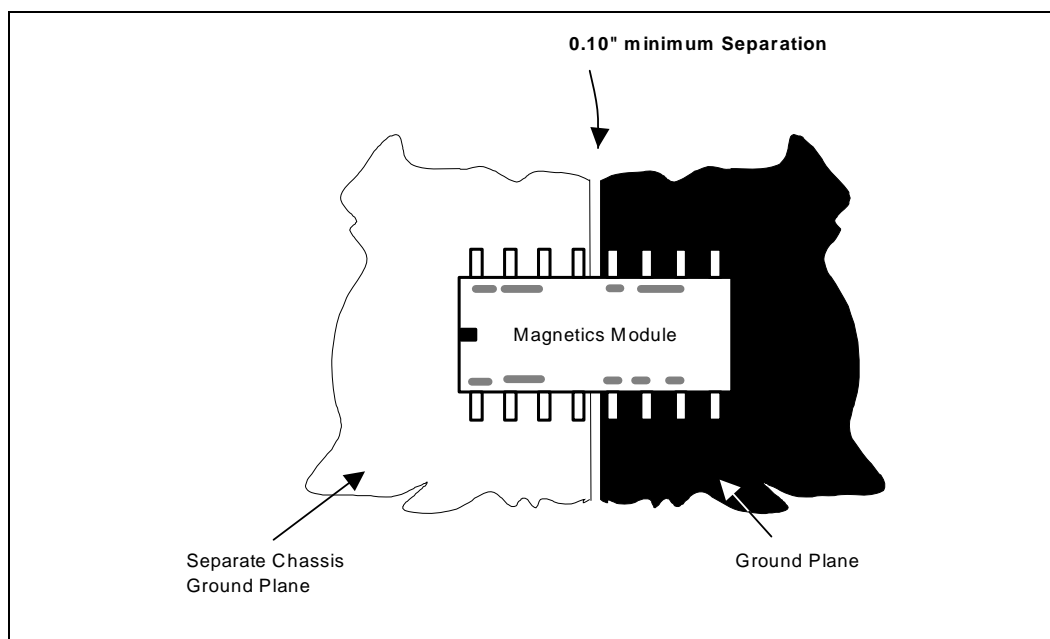 0.10" minimum Separation
Magnetics Module
Separate Chassis
Ground Plane
Ground Plane